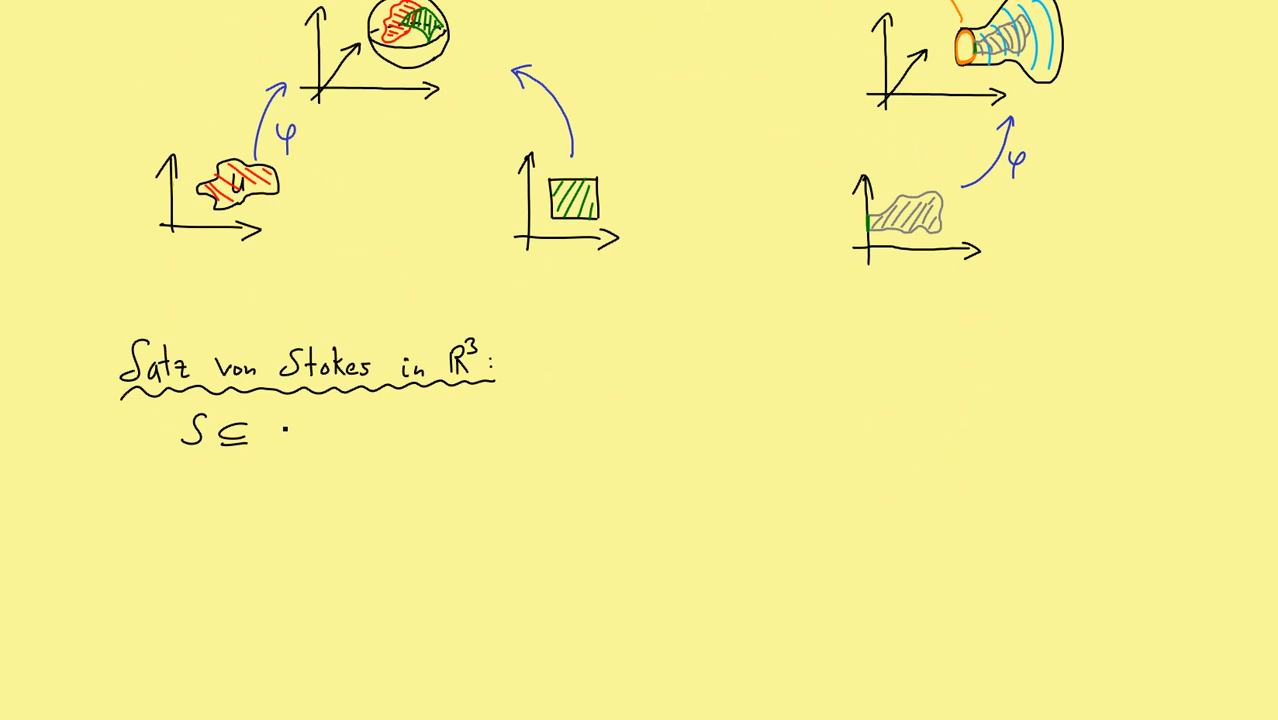 φ
U
φ
Satz von Stokes in ℝ³:
S ⊆